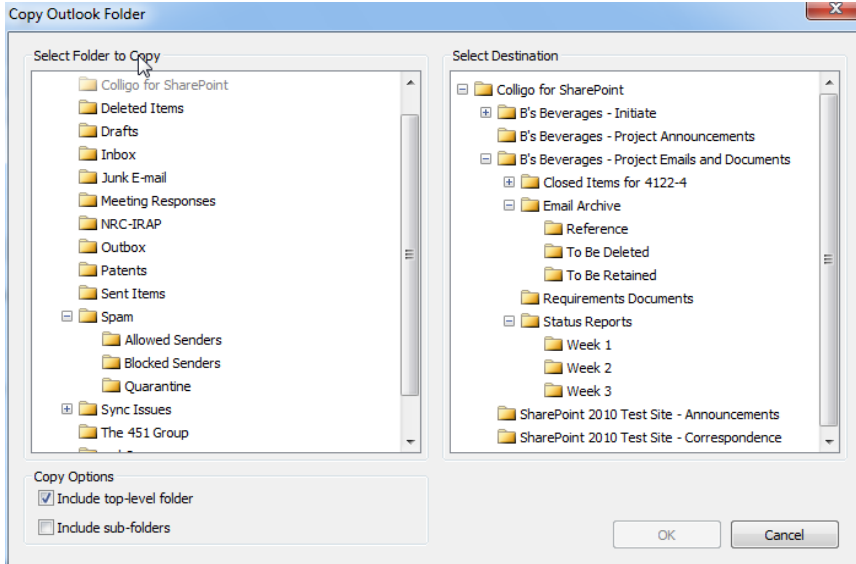 Copy Outlook Folder
Select Folder to Copy
Colligo for SharePoint
Deleted Items
Drafts
Inbox
Junk E-mail
Meeting Responses
NRC-IRAP
Outbox
Patents
Sent Items
Spam
Allowed Senders
Blocked Senders
Quarantine
Sync Issues
The 451 Group
Select Destination
Colligo for SharePoint
B's Beverages - Initiate
B's Beverages - Project Announcements
B's Beverages - Project Emails and Documents
Closed Items for 4122-4
Email Archive
Reference
To Be Deleted
To Be Retained
Requirements Documents
Status Reports
Week 1
Week 2
Week 3
SharePoint 2010 Test Site - Announcements
SharePoint 2010 Test Site - Correspondence
Copy Options
Include top-level folder
Include sub-folders
OK
Cancel